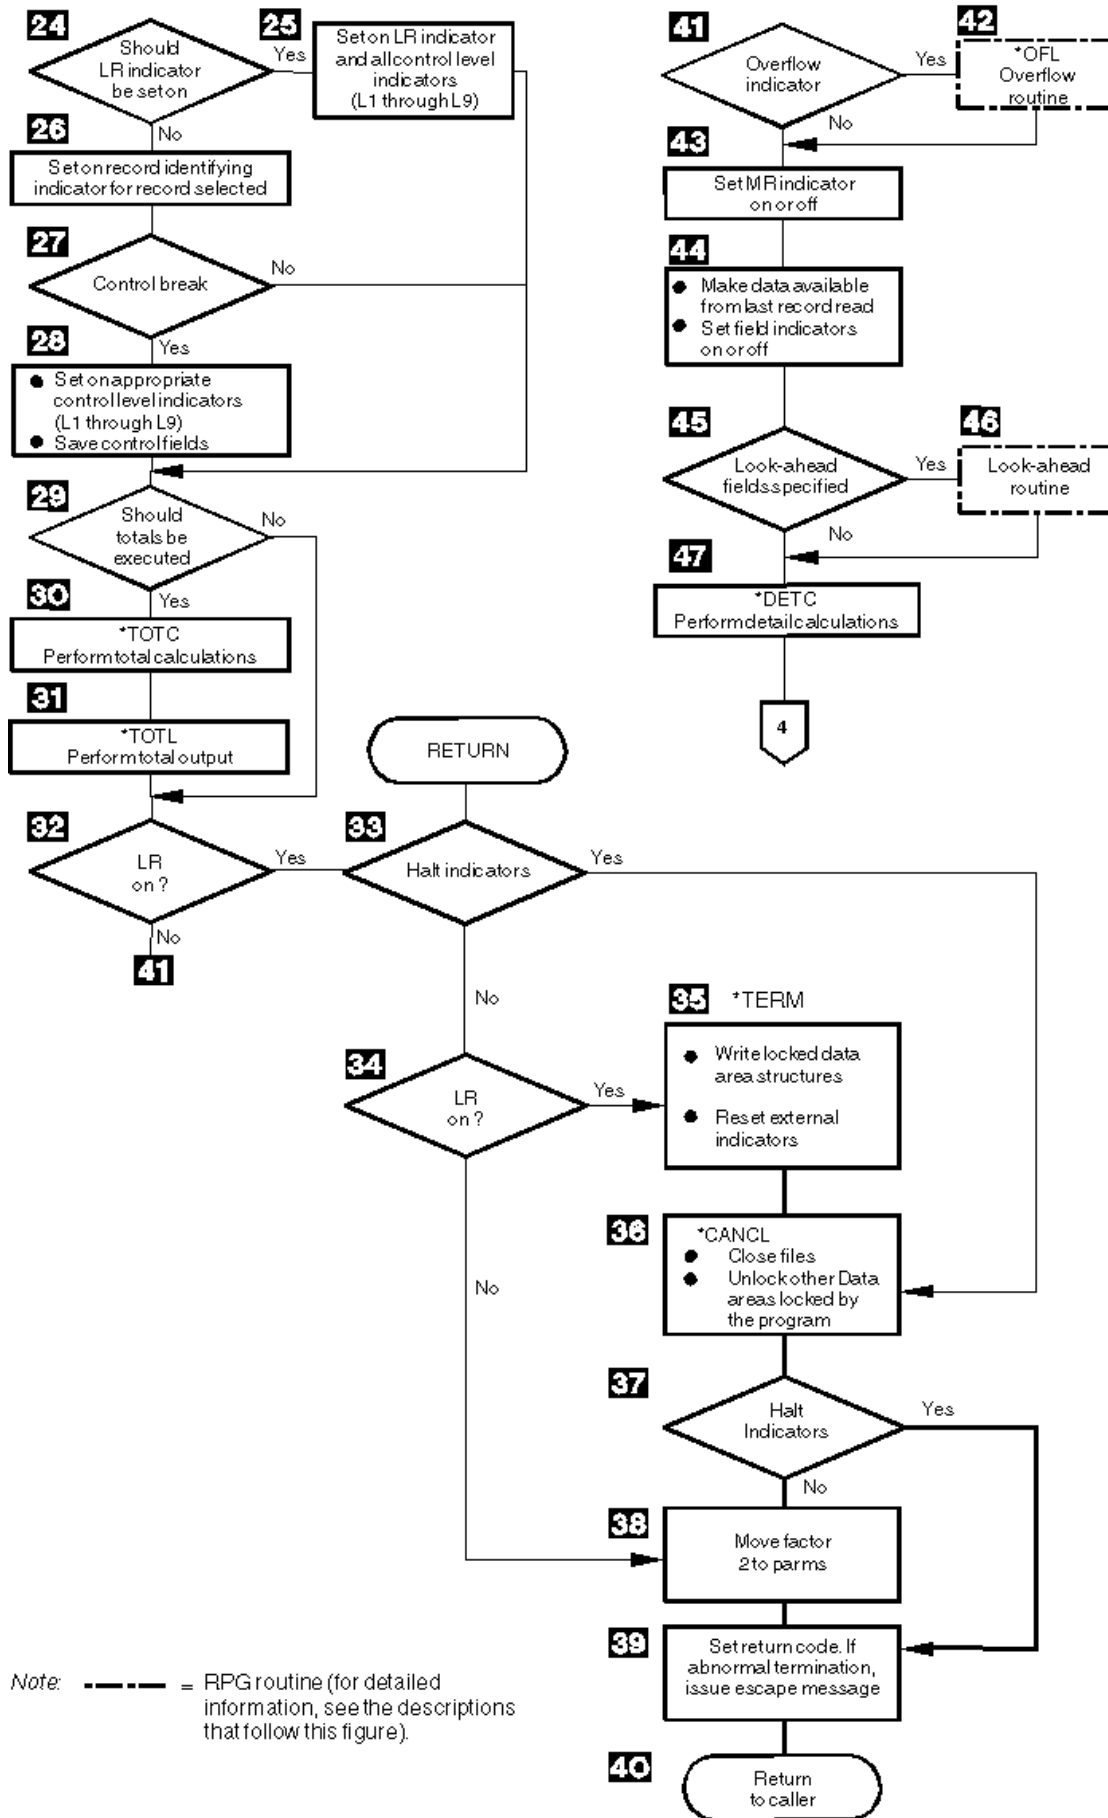 24
Should
LR indicator
be set on
Yes
25
Set on LR indicator
and all control level
indicators
(L1 through L9)
No
26
Set on record identifying
indicator for record selected
27
Control break
No
Yes
28
● Set on appropriate
control level indicators
(L1 through L9)
● Save control fields
29
Should
totals be
executed
No
Yes
30
*TOTC
Perform total calculations
31
*TOTL
Perform total output
32
LR
on ?
Yes
No
41
RETURN
33
Halt indicators
Yes
No
34
LR
on ?
Yes
No
35 *TERM
● Write locked data
area structures
● Reset external
indicators
36
*CANCL
● Close files
● Unlock other Data
areas locked by
the program
37
Halt
Indicators
Yes
No
38
Move factor
2 to parms
39
Set return code. If
abnormal termination,
issue escape message
40
Return
to caller
41
Overflow
indicator
Yes
42
*OFL
Overflow
routine
No
43
Set MR indicator
on or off
44
● Make data available
from last record read
● Set field indicators
on or off
45
Look-ahead
fields specified
Yes
46
Look-ahead
routine
No
47
*DETC
Perform detail calculations
4
Note: = RPG routine (for detailed
information, see the descriptions
that follow this figure).